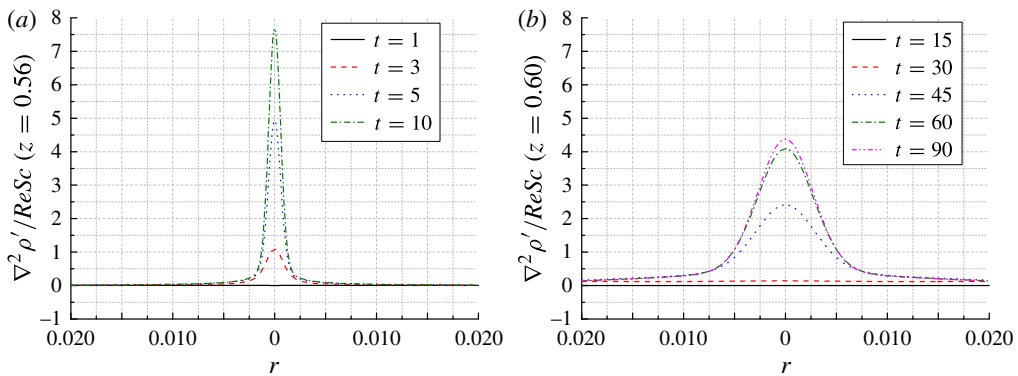 (a)
8
7
6
5
4
3
2
1
0
−1
∇²ρ′/ReSc (z = 0.56)
t = 1
t = 3
t = 5
t = 10
0.020
0.010
0
0.010
0.020
r
(b)
8
7
6
5
4
3
2
1
0
−1
∇²ρ′/ReSc (z = 0.60)
t = 15
t = 30
t = 45
t = 60
t = 90
0.020
0.010
0
0.010
0.020
r